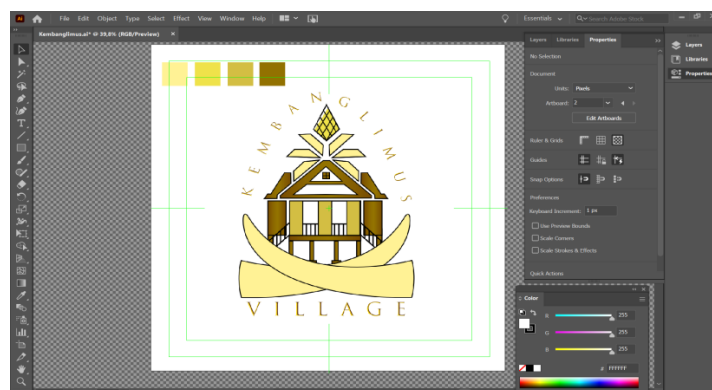 Ai File Edit Object Type Select Effect View Window Help Essentials Search Adobe Stock
Kembanglimus.ai* @ 39,8% (RGB/Preview)
KEMBANGLIMUS
VILLAGE
Layers Libraries Properties
No Selection
Document
Units: Pixels
Artboard: 2
Edit Artboards
Ruler & Grids
Guides
Snap Options
Preferences
Keyboard Increment: 1 px
Use Preview Bounds
Scale Corners
Scale Strokes & Effects
Quick Actions
Layers
Libraries
Properties
Color
R 255
G 255
B 255
# FFFFFF